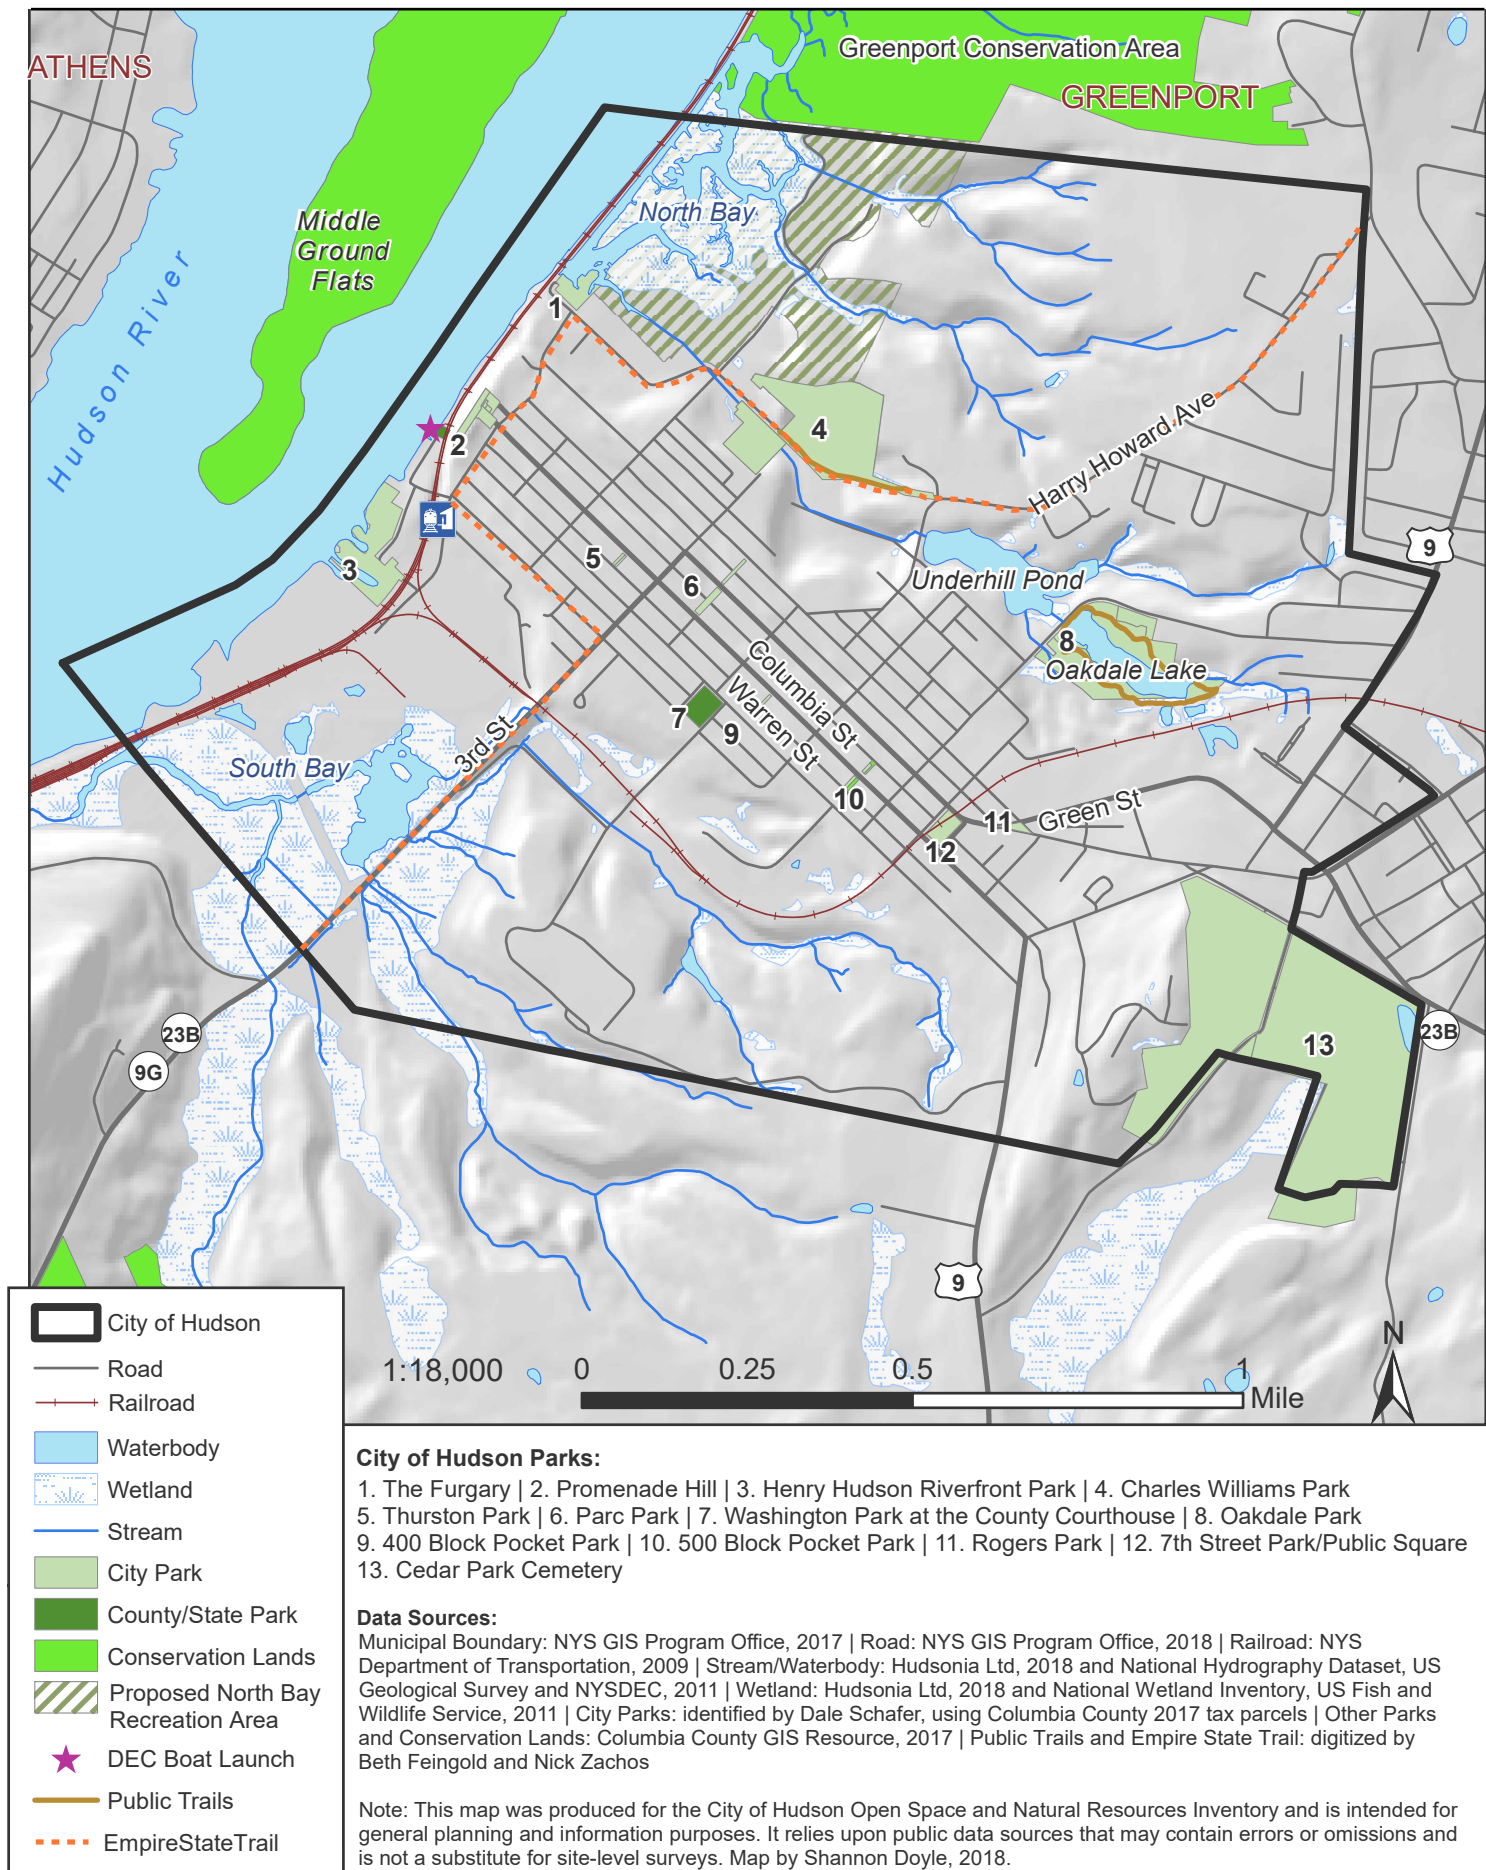 ATHENS
Greenport Conservation Area
GREENPORT
Middle
Ground
Flats
North Bay
Hudson River
1
2
3
4
Harry Howard Ave
5
6
Underhill Pond
9
8
Oakdale Lake
Columbia St
Warren St
7
9
3rd St
South Bay
10
11
Green St
12
13
23B
9G
23B
9
N
1:18,000
0
0.25
0.5
1
Mile
City of Hudson
Road
Railroad
Waterbody
Wetland
Stream
City Park
County/State Park
Conservation Lands
Proposed North Bay
Recreation Area
DEC Boat Launch
Public Trails
EmpireStateTrail
City of Hudson Parks:
1. The Furgary | 2. Promenade Hill | 3. Henry Hudson Riverfront Park | 4. Charles Williams Park
5. Thurston Park | 6. Parc Park | 7. Washington Park at the County Courthouse | 8. Oakdale Park
9. 400 Block Pocket Park | 10. 500 Block Pocket Park | 11. Rogers Park | 12. 7th Street Park/Public Square
13. Cedar Park Cemetery
Data Sources:
Municipal Boundary: NYS GIS Program Office, 2017 | Road: NYS GIS Program Office, 2018 | Railroad: NYS
Department of Transportation, 2009 | Stream/Waterbody: Hudsonia Ltd, 2018 and National Hydrography Dataset, US
Geological Survey and NYSDEC, 2011 | Wetland: Hudsonia Ltd, 2018 and National Wetland Inventory, US Fish and
Wildlife Service, 2011 | City Parks: identified by Dale Schafer, using Columbia County 2017 tax parcels | Other Parks
and Conservation Lands: Columbia County GIS Resource, 2017 | Public Trails and Empire State Trail: digitized by
Beth Feingold and Nick Zachos
Note: This map was produced for the City of Hudson Open Space and Natural Resources Inventory and is intended for
general planning and information purposes. It relies upon public data sources that may contain errors or omissions and
is not a substitute for site-level surveys. Map by Shannon Doyle, 2018.